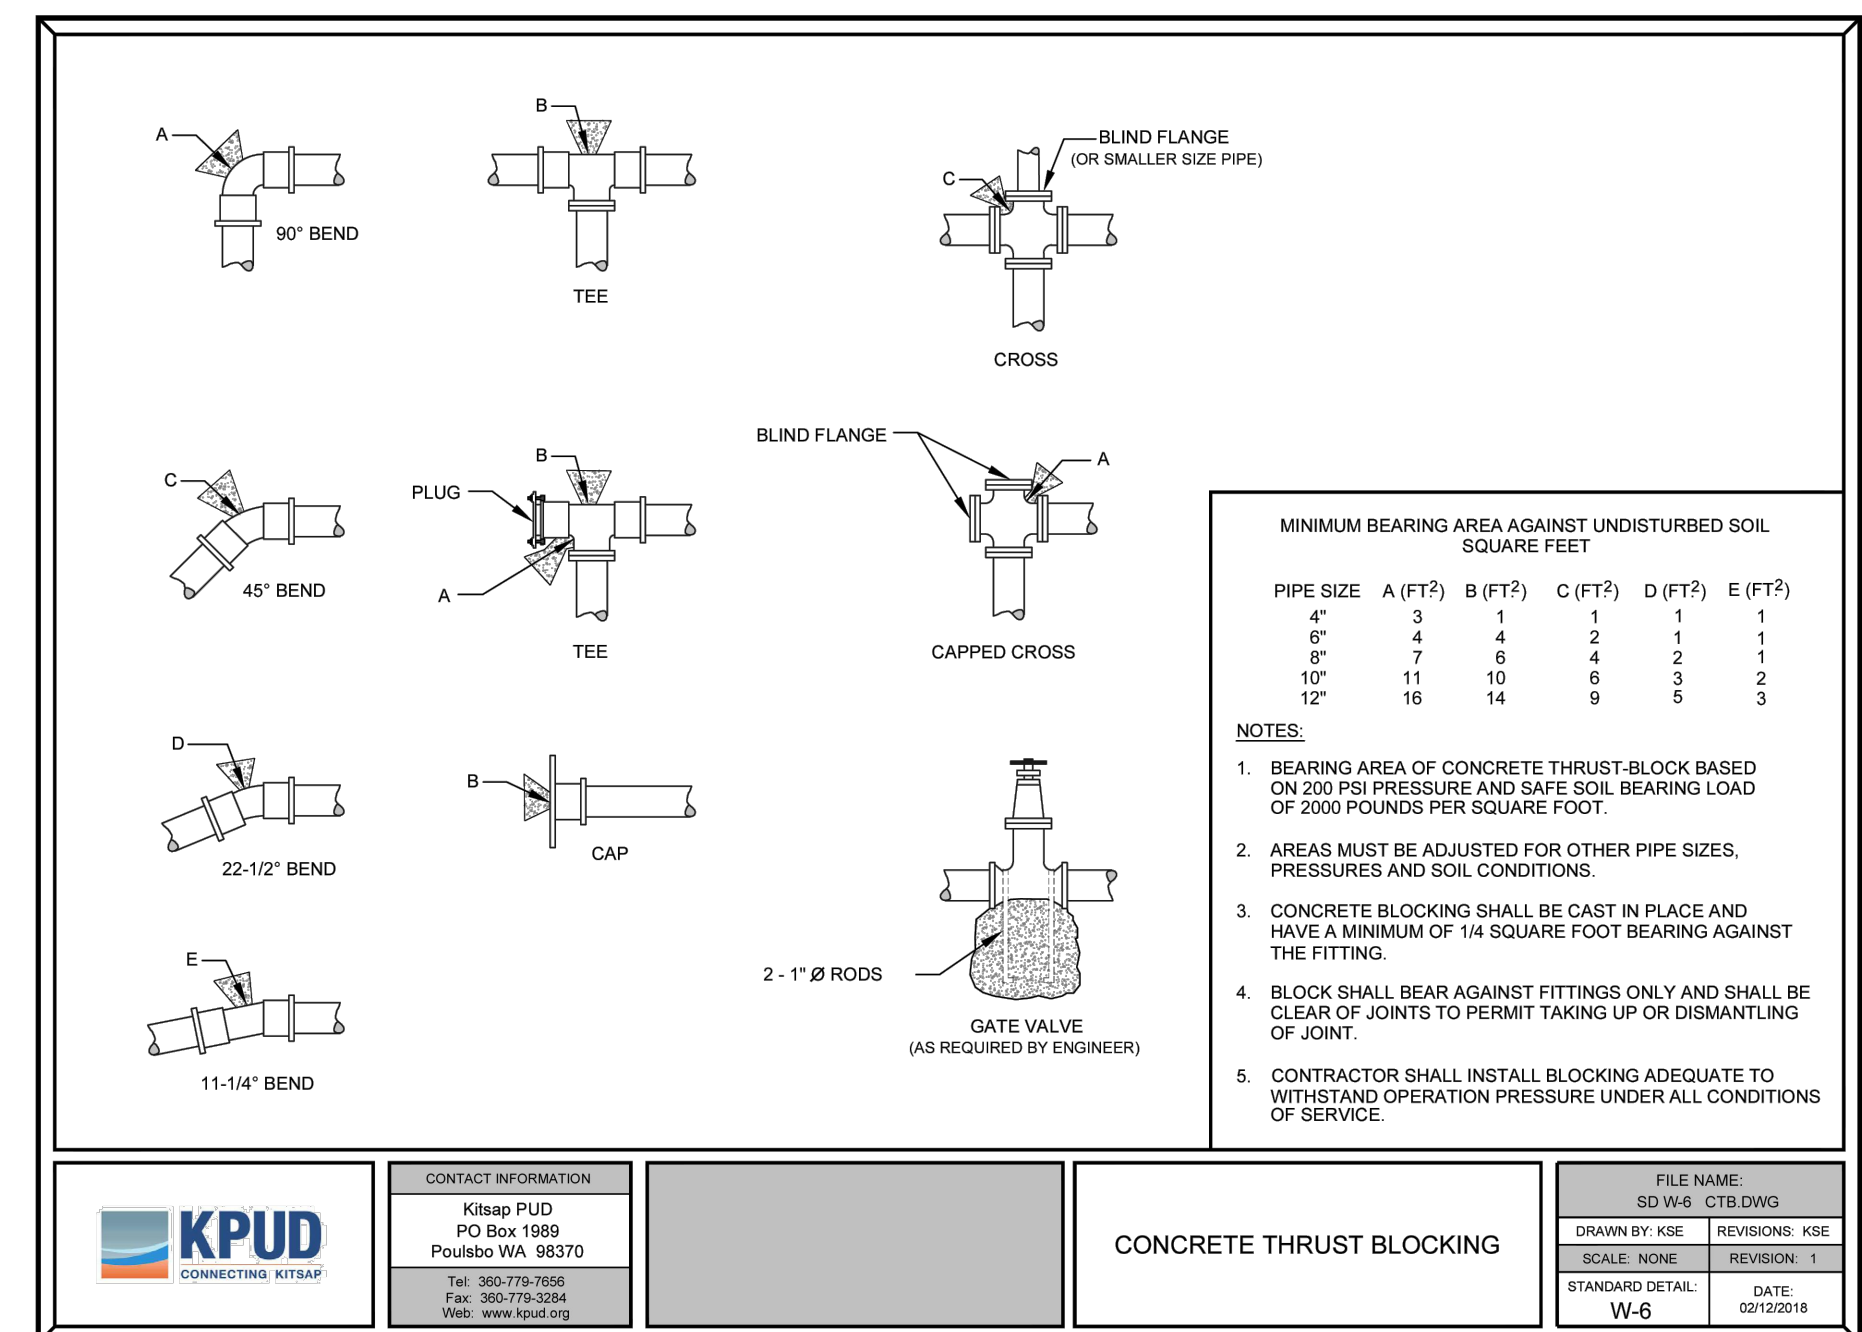 A
90° BEND
B
TEE
BLIND FLANGE
(OR SMALLER SIZE PIPE)
C
CROSS
C
45° BEND
B
PLUG
A
TEE
BLIND FLANGE
A
CAPPED CROSS
D
22-1/2° BEND
B
CAP
2 - 1" Ø RODS
GATE VALVE
(AS REQUIRED BY ENGINEER)
E
11-1/4° BEND
MINIMUM BEARING AREA AGAINST UNDISTURBED SOIL
SQUARE FEET
PIPE SIZE A (FT.²) B (FT.²) C (FT.²) D (FT.²) E (FT.²)
4" 3 1 1 1 1
6" 4 4 2 1 1
8" 7 6 4 2 1
10" 11 10 6 3 2
12" 16 14 9 5 3
NOTES:
1. BEARING AREA OF CONCRETE THRUST-BLOCK BASED
ON 200 PSI PRESSURE AND SAFE SOIL BEARING LOAD
OF 2000 POUNDS PER SQUARE FOOT.
2. AREAS MUST BE ADJUSTED FOR OTHER PIPE SIZES,
PRESSURES AND SOIL CONDITIONS.
3. CONCRETE BLOCKING SHALL BE CAST IN PLACE AND
HAVE A MINIMUM OF 1/4 SQUARE FOOT BEARING AGAINST
THE FITTING.
4. BLOCK SHALL BEAR AGAINST FITTINGS ONLY AND SHALL BE
CLEAR OF JOINTS TO PERMIT TAKING UP OR DISMANTLING
OF JOINT.
5. CONTRACTOR SHALL INSTALL BLOCKING ADEQUATE TO
WITHSTAND OPERATION PRESSURE UNDER ALL CONDITIONS
OF SERVICE.
KPUD
CONNECTING KITSAP
CONTACT INFORMATION
Kitsap PUD
PO Box 1989
Poulsbo WA 98370
Tel: 360-779-7656
Fax: 360-779-3284
Web: www.kpud.org
CONCRETE THRUST BLOCKING
FILE NAME:
SD W-6 CTB.DWG
DRAWN BY: KSE
REVISIONS: KSE
SCALE: NONE
REVISION: 1
STANDARD DETAIL:
W-6
DATE:
02/12/2018